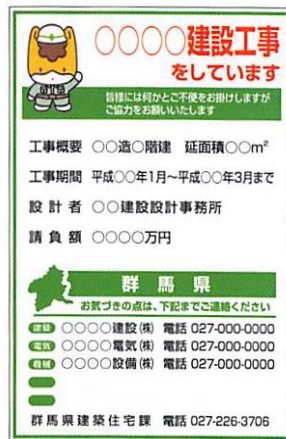 ○○○○建設工事
をしています
皆様には何かとご不便をお掛けしますが
ご協力をお願いいたします
工事概要 ○○造○階建 延面積○○m²
工事期間 平成○○年1月～平成○○年3月まで
設計者 ○○建設設計事務所
請負額 ○○○○万円
群馬県
お気づきの点は、下記までご連絡ください
建築 ○○○○建設(株) 電話 027-000-0000
電気 ○○○○電気(株) 電話 027-000-0000
機械 ○○○○設備(株) 電話 027-000-0000
群馬県建築住宅課 電話 027-226-3706